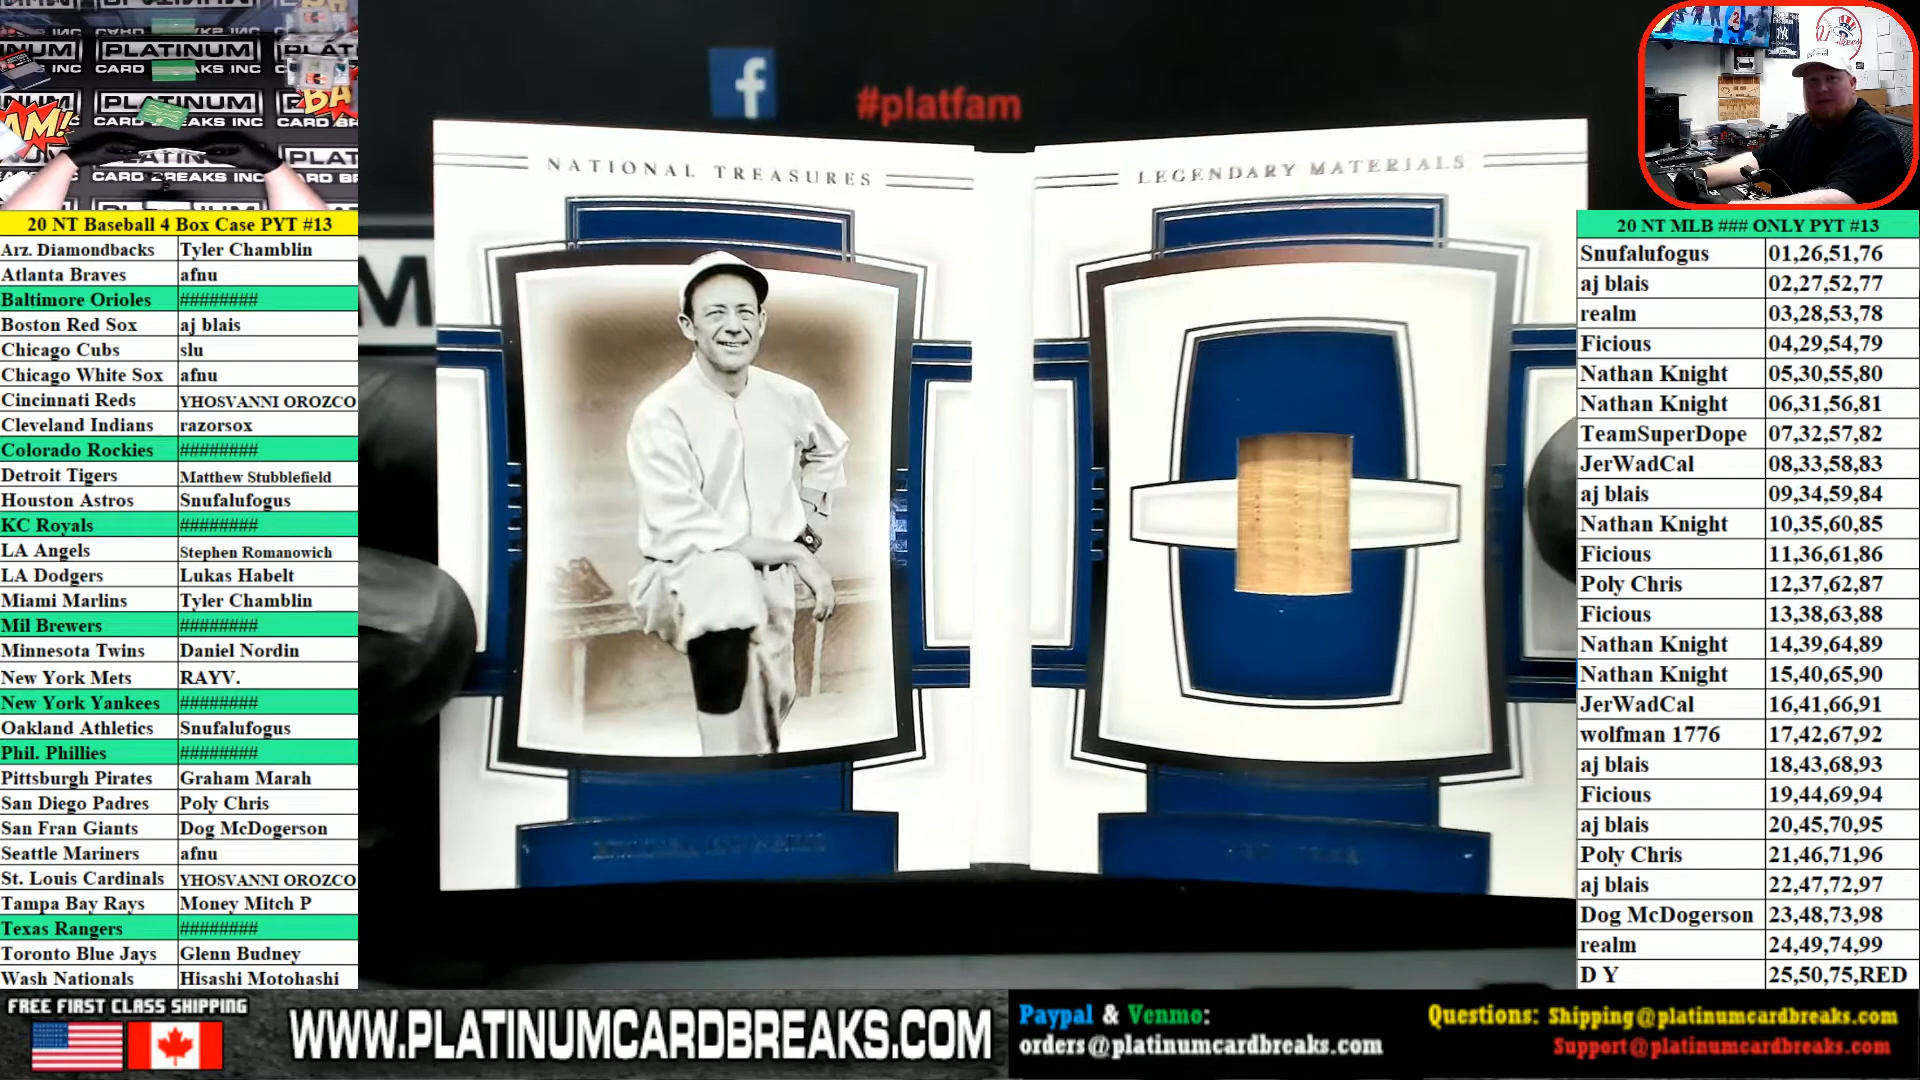 PLATINUM
CARD BREAKS INC
f
#platfam
NATIONAL TREASURES
LEGENDARY MATERIALS
20 NT Baseball 4 Box Case PYT #13
Arz. Diamondbacks Tyler Chamblin
Atlanta Braves afnu
Baltimore Orioles ########
Boston Red Sox aj blais
Chicago Cubs slu
Chicago White Sox afnu
Cincinnati Reds YHOSVANNI OROZCO
Cleveland Indians razorsox
Colorado Rockies ########
Detroit Tigers Matthew Stubblefield
Houston Astros Snufalufogus
KC Royals ########
LA Angels Stephen Romanowich
LA Dodgers Lukas Habelt
Miami Marlins Tyler Chamblin
Mil Brewers ########
Minnesota Twins Daniel Nordin
New York Mets RAYV.
New York Yankees ########
Oakland Athletics Snufalufogus
Phil. Phillies ########
Pittsburgh Pirates Graham Marah
San Diego Padres Poly Chris
San Fran Giants Dog McDogerson
Seattle Mariners afnu
St. Louis Cardinals YHOSVANNI OROZCO
Tampa Bay Rays Money Mitch P
Texas Rangers ########
Toronto Blue Jays Glenn Budney
Wash Nationals Hisashi Motohashi
20 NT MLB ### ONLY PYT #13
Snufalufogus 01,26,51,76
aj blais 02,27,52,77
realm 03,28,53,78
Ficious 04,29,54,79
Nathan Knight 05,30,55,80
Nathan Knight 06,31,56,81
TeamSuperDope 07,32,57,82
JerWadCal 08,33,58,83
aj blais 09,34,59,84
Nathan Knight 10,35,60,85
Ficious 11,36,61,86
Poly Chris 12,37,62,87
Ficious 13,38,63,88
Nathan Knight 14,39,64,89
Nathan Knight 15,40,65,90
JerWadCal 16,41,66,91
wolfman 1776 17,42,67,92
aj blais 18,43,68,93
Ficious 19,44,69,94
aj blais 20,45,70,95
Poly Chris 21,46,71,96
aj blais 22,47,72,97
Dog McDogerson 23,48,73,98
realm 24,49,74,99
D Y 25,50,75,RED
FREE FIRST CLASS SHIPPING
WWW.PLATINUMCARDBREAKS.COM
Paypal & Venmo:
orders@platinumcardbreaks.com
Questions: Shipping@platinumcardbreaks.com
Support@platinumcardbreaks.com